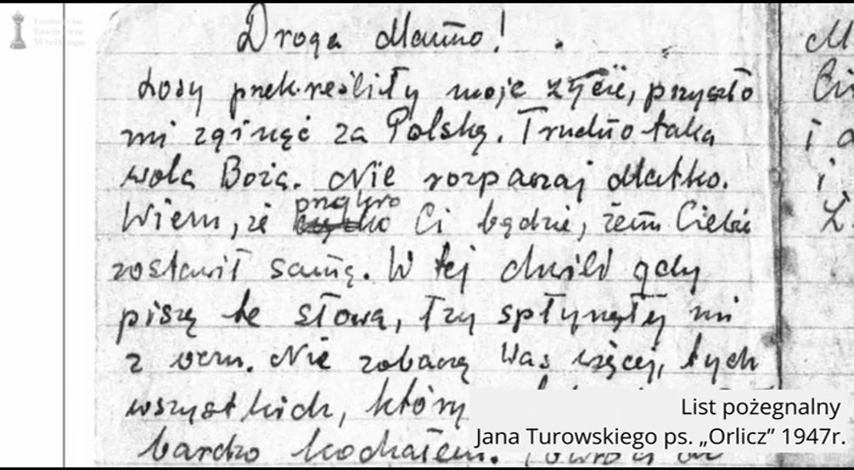 Droga Mamo!
Losy przekreśliły moje życie, przyszło
mi zginąć za Polskę. Trudno taka
wola Boża. Nie rozpaczaj Matko.
Wiem, że przykro Ci będzie, żem Ciebie
zostawił samą. W tej chwili gdy
piszę te słowa, łzy spłynęły mi
z oczu. Nie zobaczę Was więcej, tych
wszystkich, który
bardzo kochałem.
List pożegnalny
Jana Turowskiego ps. „Orlicz” 1947r.